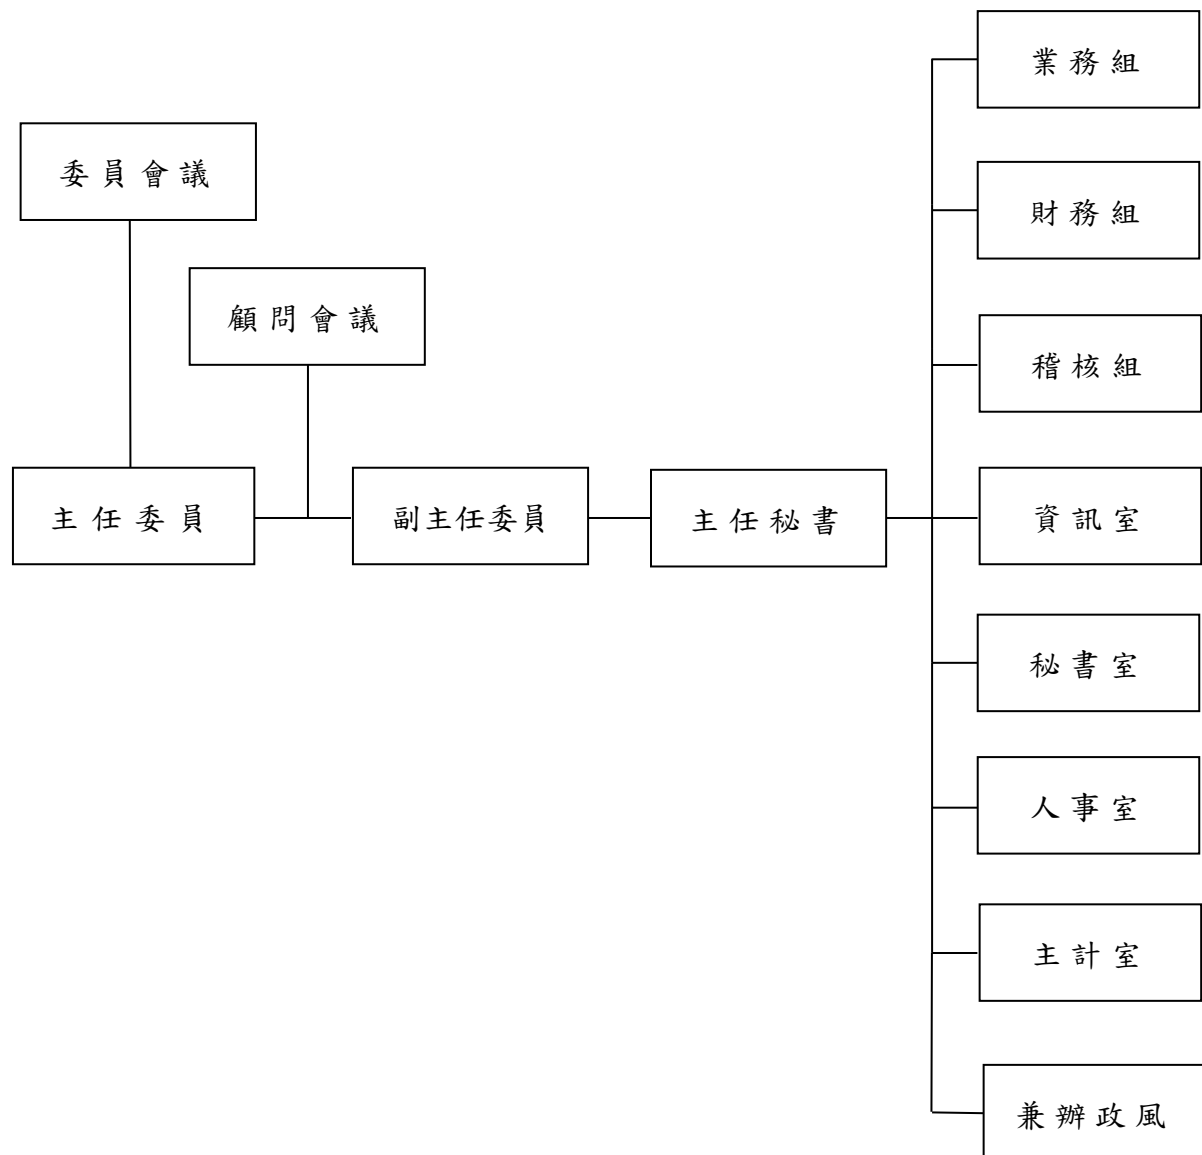 業務組
委員會議
財務組
顧問會議
稽核組
主任委員
副主任委員
主任秘書
資訊室
秘書室
人事室
主計室
兼辦政風